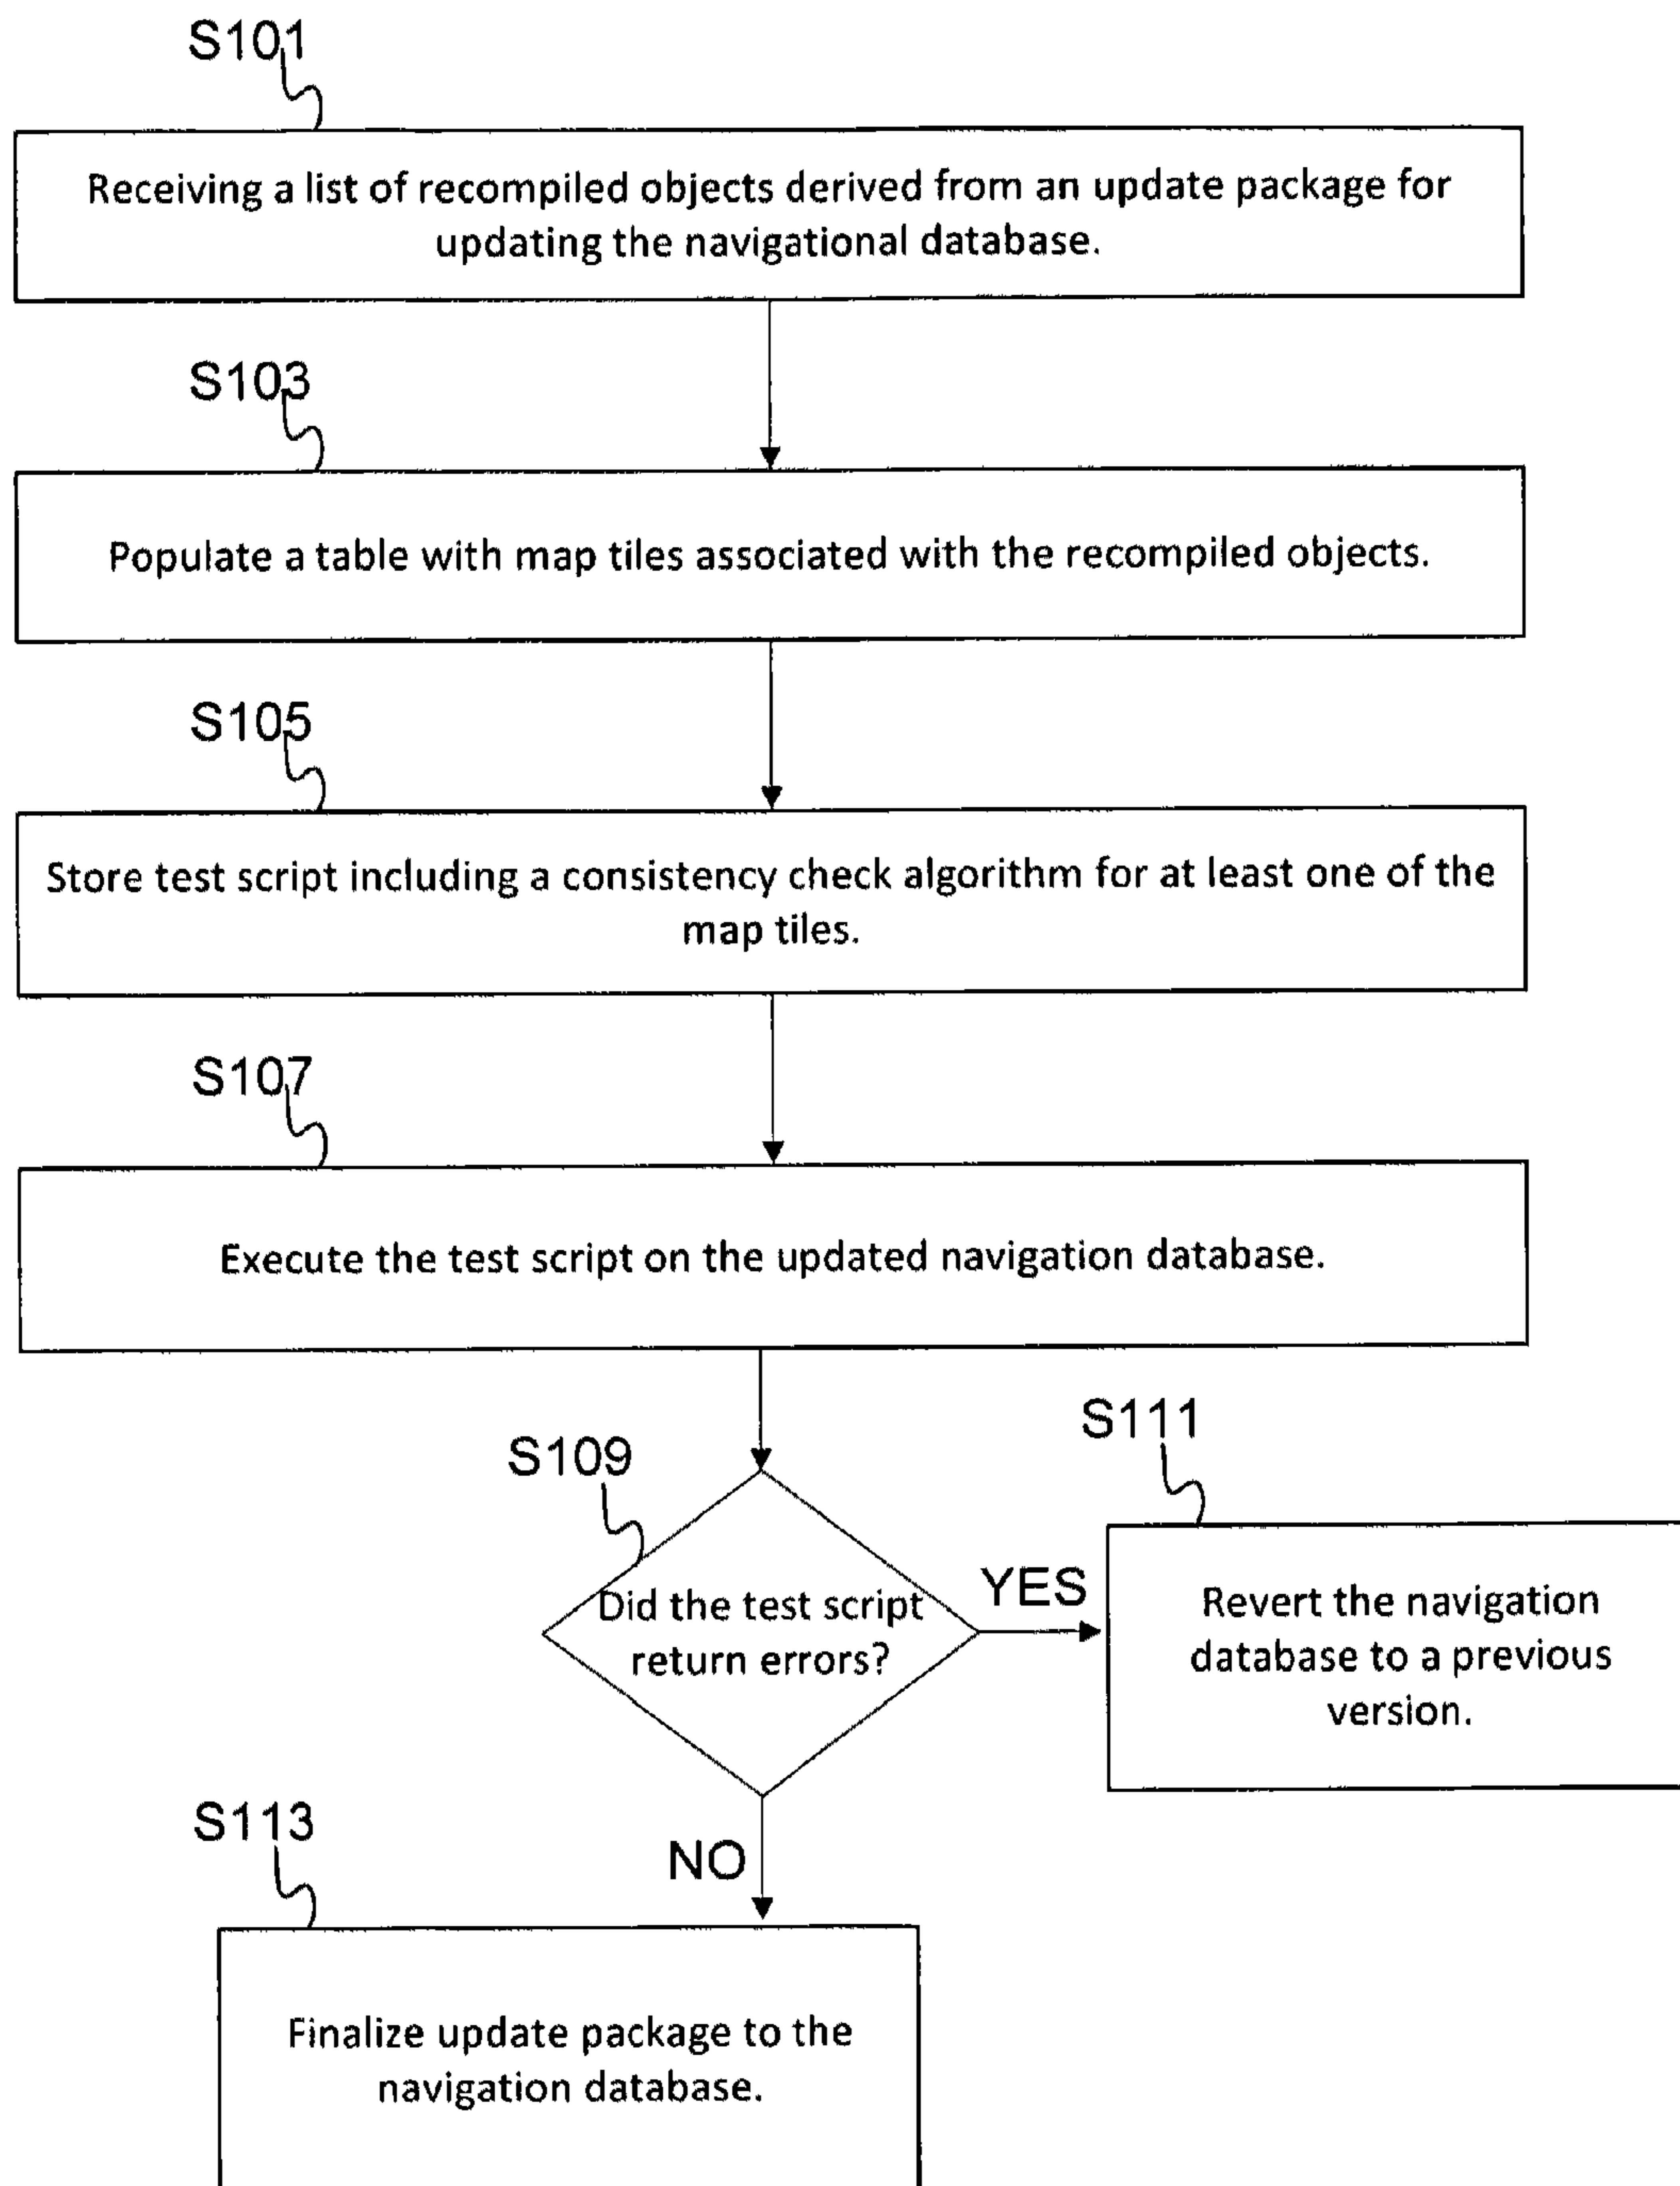 S101
Receiving a list of recompiled objects derived from an update package for
updating the navigational database.
S103
Populate a table with map tiles associated with the recompiled objects.
S105
Store test script including a consistency check algorithm for at least one of the
map tiles.
S107
Execute the test script on the updated navigation database.
S109
Did the test script
return errors?
YES
S111
Revert the navigation
database to a previous
version.
NO
S113
Finalize update package to the
navigation database.